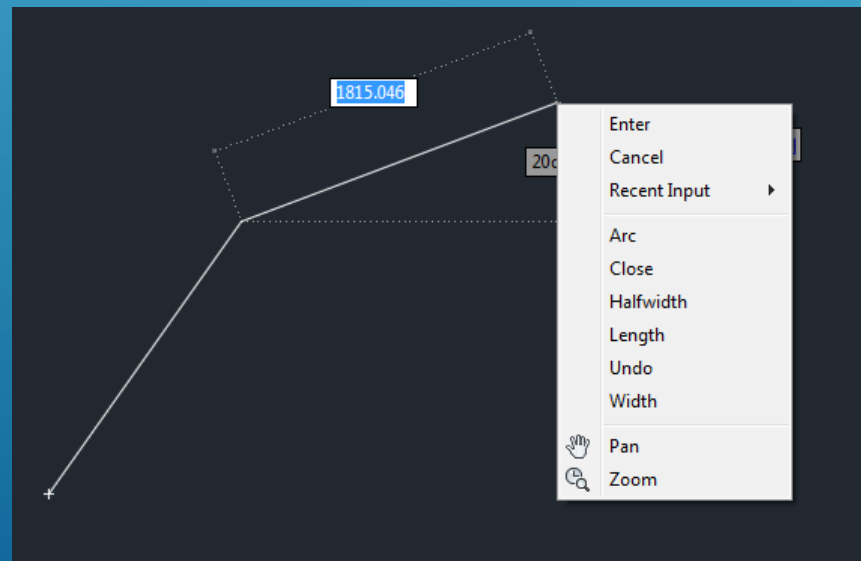 1815.046
Enter
Cancel
Recent Input
Arc
Close
Halfwidth
Length
Undo
Width
Pan
Zoom